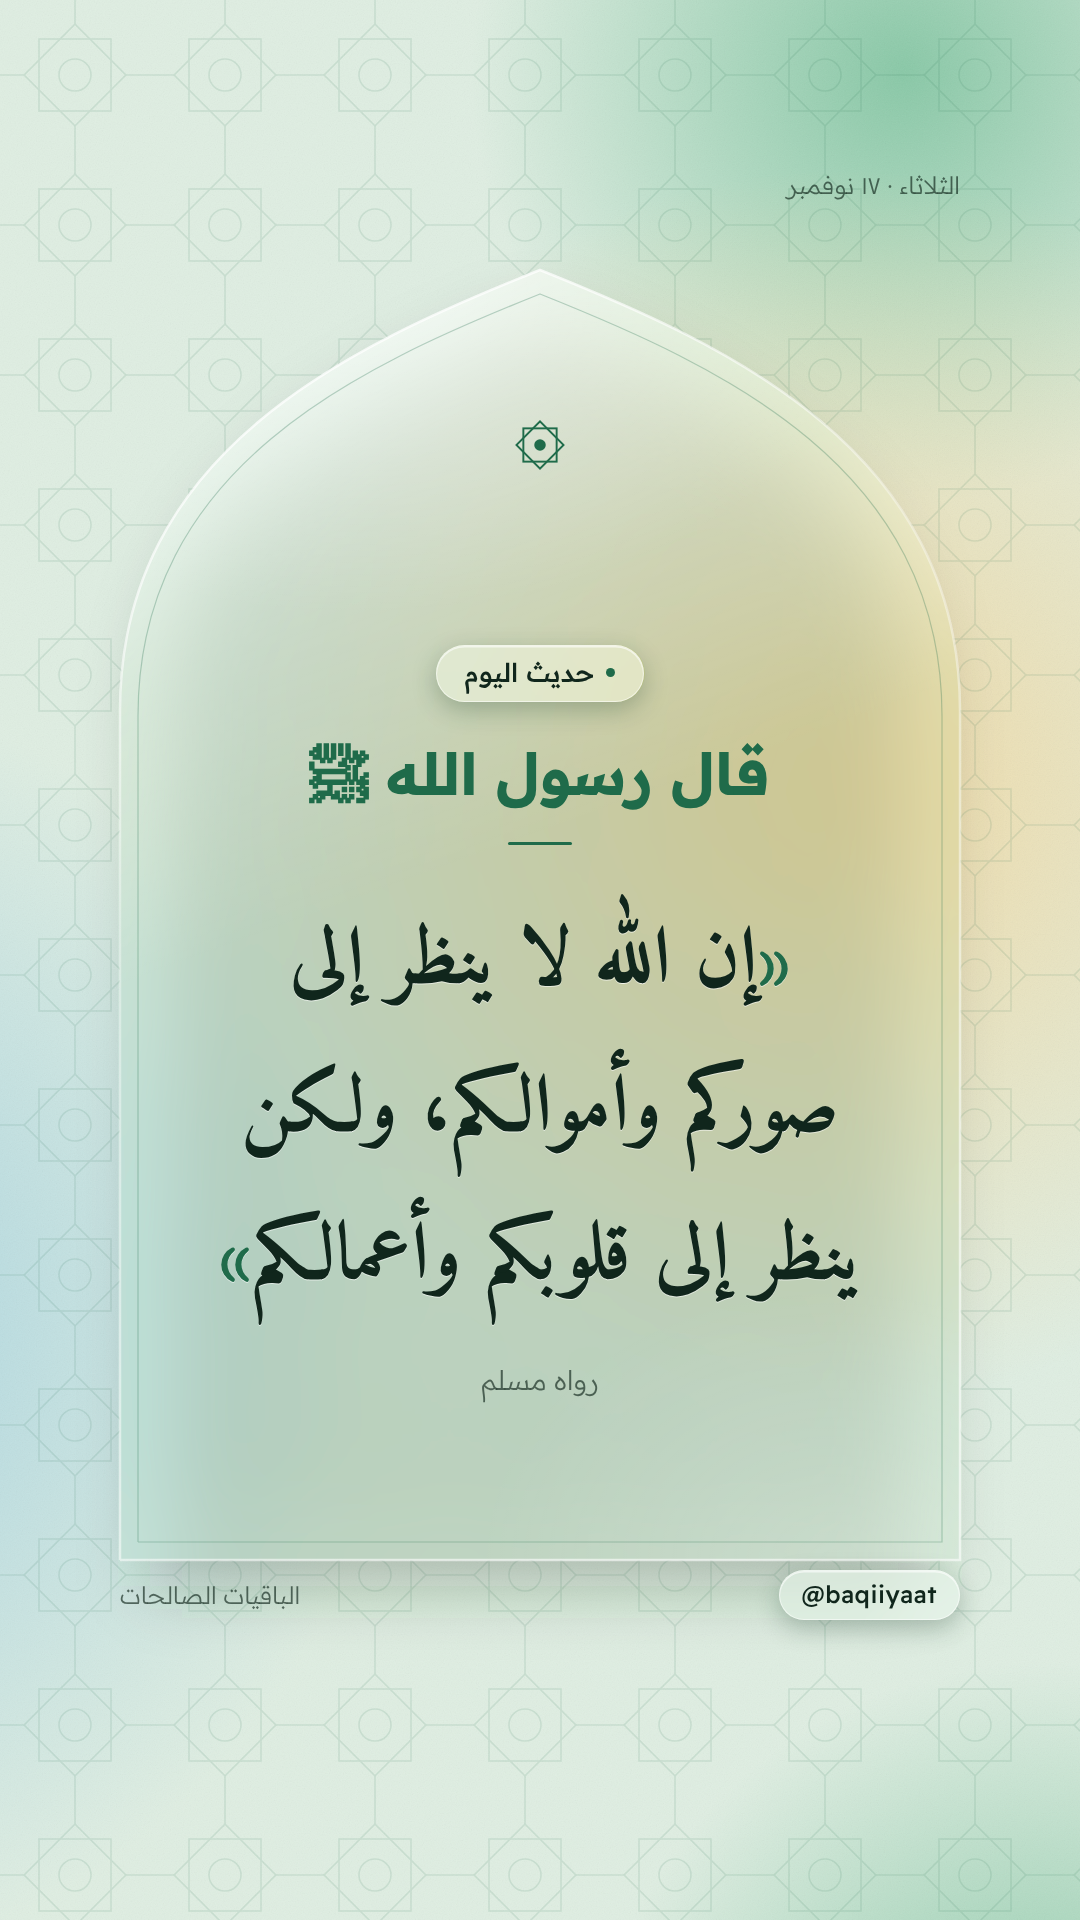 الثلاثاء · ١٧ نوفمبر
• حديث اليوم
قال رسول الله ﷺ
«إن الله لا ينظر إلى
صوركم وأموالكم، ولكن
ينظر إلى قلوبكم وأعمالكم»
رواه مسلم
@baqiiyaat
الباقيات الصالحات